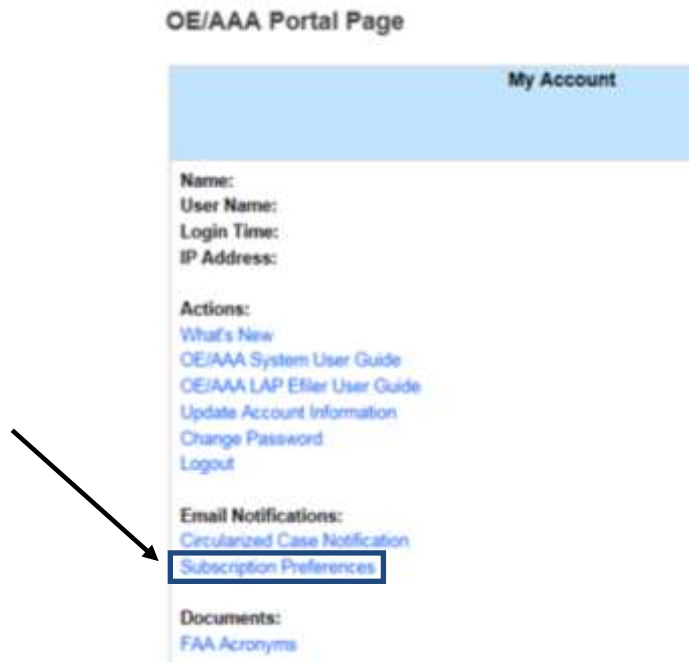 OE/AAA Portal Page
My Account
Name:
User Name:
Login Time:
IP Address:
Actions:
What's New
OE/AAA System User Guide
OE/AAA LAP Efiler User Guide
Update Account Information
Change Password
Logout
Email Notifications:
Circularized Case Notification
Subscription Preferences
Documents:
FAA Acronyms